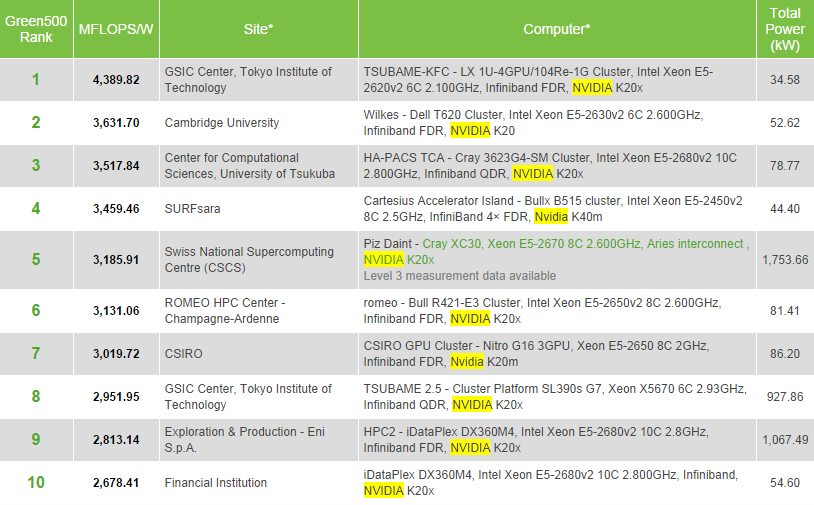 Green500 Rank MFLOPS/W Site* Computer* Total Power (kW)
1 4,389.82 GSIC Center, Tokyo Institute of Technology TSUBAME-KFC - LX 1U-4GPU/104Re-1G Cluster, Intel Xeon E5-2620v2 6C 2.100GHz, Infiniband FDR, NVIDIA K20x 34.58
2 3,631.70 Cambridge University Wilkes - Dell T620 Cluster, Intel Xeon E5-2630v2 6C 2.600GHz, Infiniband FDR, NVIDIA K20 52.62
3 3,517.84 Center for Computational Sciences, University of Tsukuba HA-PACS TCA - Cray 3623G4-SM Cluster, Intel Xeon E5-2680v2 10C 2.800GHz, Infiniband QDR, NVIDIA K20x 78.77
4 3,459.46 SURFsara Cartesius Accelerator Island - Bullx B515 cluster, Intel Xeon E5-2450v2 8C 2.5GHz, InfiniBand 4× FDR, Nvidia K40m 44.40
5 3,185.91 Swiss National Supercomputing Centre (CSCS) Piz Daint - Cray XC30, Xeon E5-2670 8C 2.600GHz, Aries interconnect , NVIDIA K20x Level 3 measurement data available 1,753.66
6 3,131.06 ROMEO HPC Center - Champagne-Ardenne romeo - Bull R421-E3 Cluster, Intel Xeon E5-2650v2 8C 2.600GHz, Infiniband FDR, NVIDIA K20x 81.41
7 3,019.72 CSIRO CSIRO GPU Cluster - Nitro G16 3GPU, Xeon E5-2650 8C 2GHz, Infiniband FDR, Nvidia K20m 86.20
8 2,951.95 GSIC Center, Tokyo Institute of Technology TSUBAME 2.5 - Cluster Platform SL390s G7, Xeon X5670 6C 2.93GHz, Infiniband QDR, NVIDIA K20x 927.86
9 2,813.14 Exploration & Production - Eni S.p.A. HPC2 - iDataPlex DX360M4, Intel Xeon E5-2680v2 10C 2.8GHz, Infiniband FDR, NVIDIA K20x 1,067.49
10 2,678.41 Financial Institution iDataPlex DX360M4, Intel Xeon E5-2680v2 10C 2.800GHz, Infiniband, NVIDIA K20x 54.60